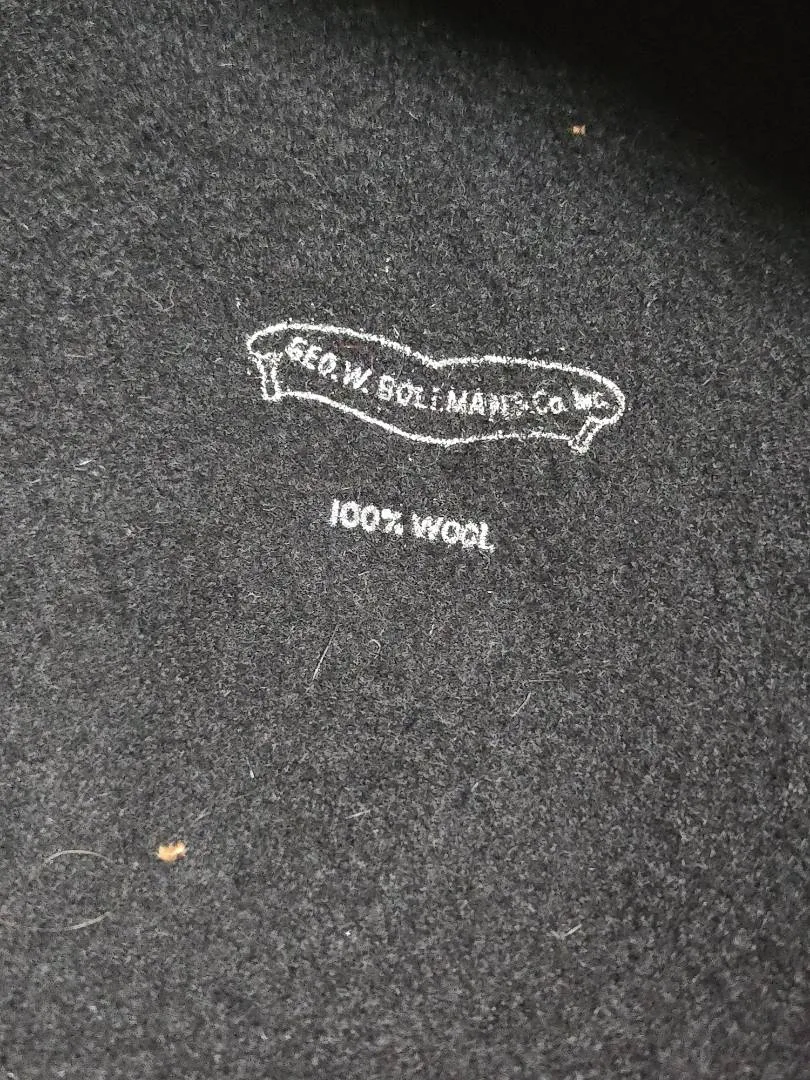 GEO. W. BOLLMAN & Co. INC.
100% WOOL